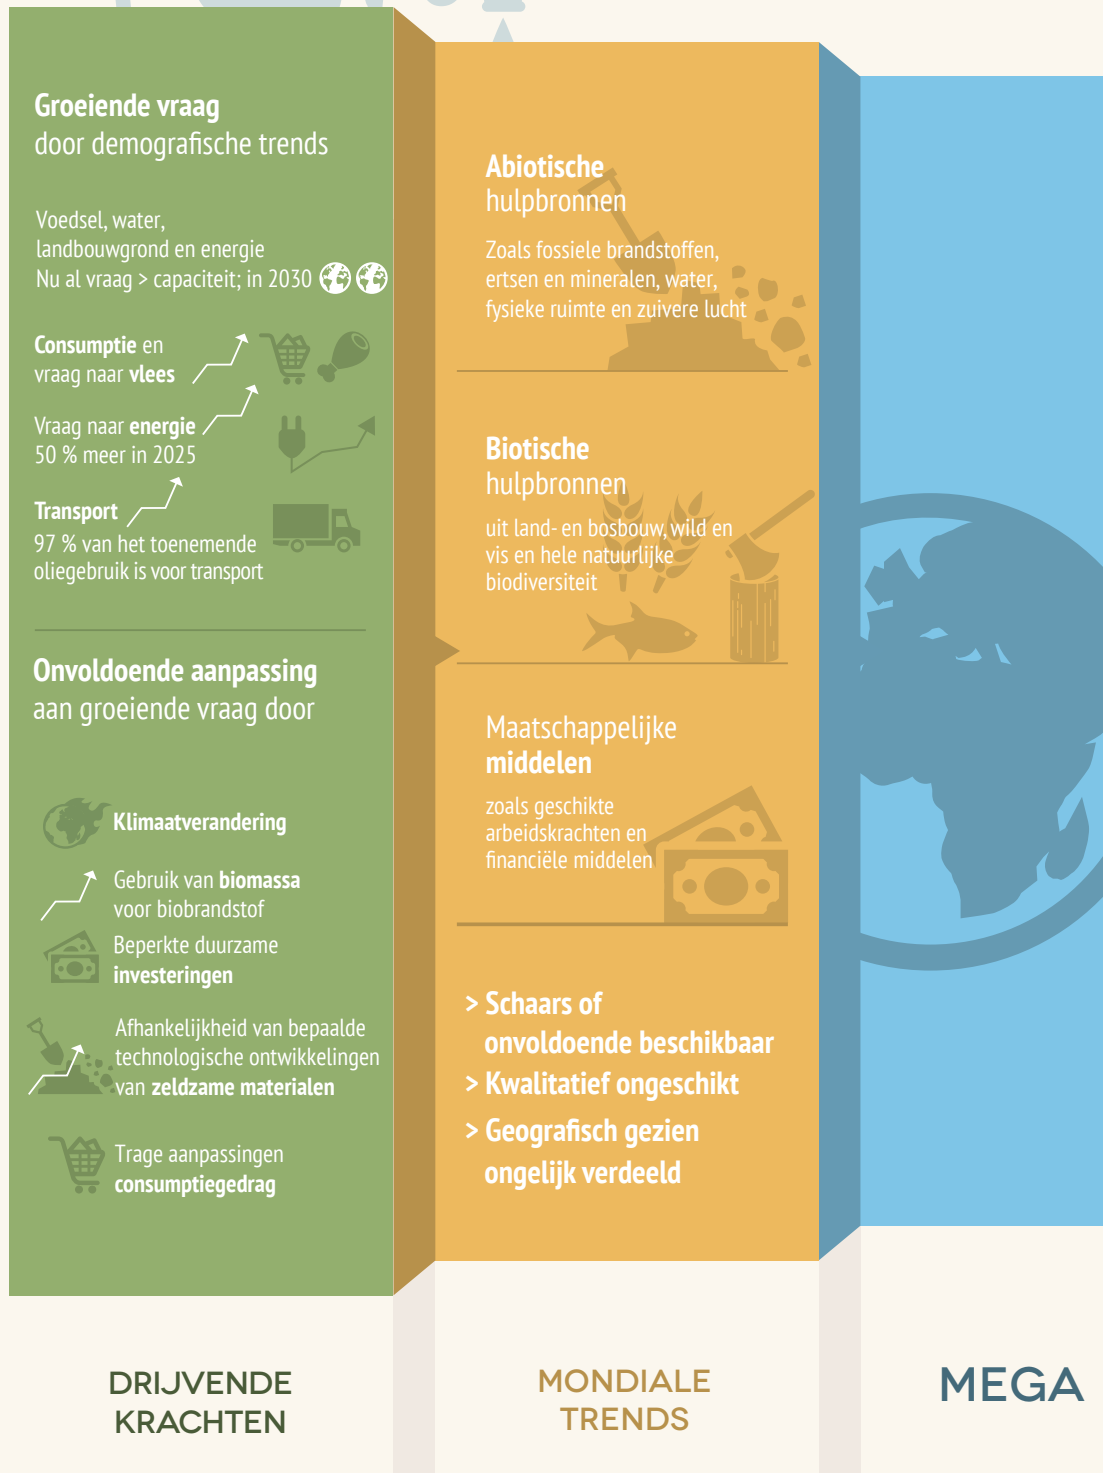 Groeiende vraag
door demografische trends
Voedsel, water,
landbouwgrond en energie
Nu al vraag > capaciteit; in 2030
Consumptie en
vraag naar vlees
Vraag naar energie
50 % meer in 2025
Transport
97 % van het toenemende
oliegebruik is voor transport
Onvoldoende aanpassing
aan groeiende vraag door
Klimaatverandering
Gebruik van biomassa
voor biobrandstof
Beperkte duurzame
investeringen
Afhankelijkheid van bepaalde
technologische ontwikkelingen
van zeldzame materialen
Trage aanpassingen
consumptiegedrag
DRIJVENDE
KRACHTEN
Abiotische
hulpbronnen
Zoals fossiele brandstoffen,
ertsen en mineralen, water,
fysieke ruimte en zuivere lucht
Biotische
hulpbronnen
uit land- en bosbouw, wild en
vis en hele natuurlijke
biodiversiteit
Maatschappelijke
middelen
zoals geschikte
arbeidskrachten en
financiële middelen
> Schaars of
onvoldoende beschikbaar
> Kwalitatief ongeschikt
> Geografisch gezien
ongelijk verdeeld
MONDIALE
TRENDS
MEGA